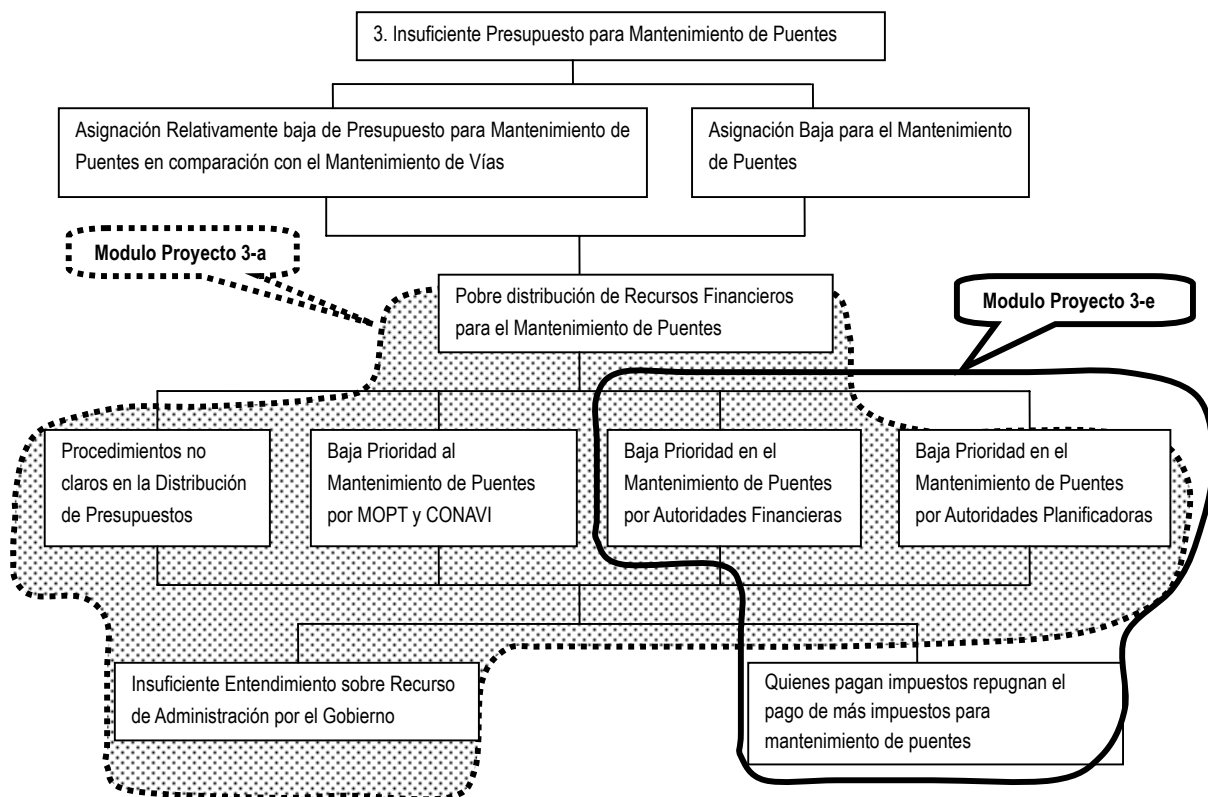 3. Insuficiente Presupuesto para Mantenimiento de Puentes
Asignación Relativamente baja de Presupuesto para Mantenimiento de
Puentes en comparación con el Mantenimiento de Vías
Asignación Baja para el Mantenimiento
de Puentes
Modulo Proyecto 3-a
Pobre distribución de Recursos Financieros
para el Mantenimiento de Puentes
Modulo Proyecto 3-e
Procedimientos no
claros en la Distribución
de Presupuestos
Baja Prioridad al
Mantenimiento de Puentes
por MOPT y CONAVI
Baja Prioridad en el
Mantenimiento de Puentes
por Autoridades Financieras
Baja Prioridad en el
Mantenimiento de Puentes
por Autoridades Planificadoras
Insuficiente Entendimiento sobre Recurso
de Administración por el Gobierno
Quienes pagan impuestos repugnan el
pago de más impuestos para
mantenimiento de puentes